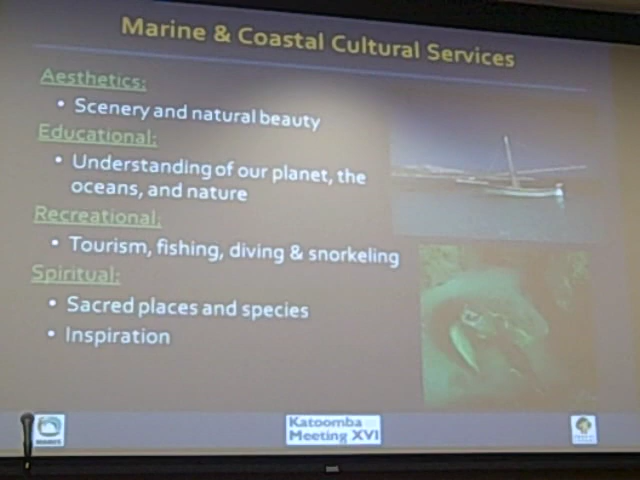 Marine & Coastal Cultural Services
Aesthetics:
• Scenery and natural beauty
Educational:
• Understanding of our planet, the
oceans, and nature
Recreational:
• Tourism, fishing, diving & snorkeling
Spiritual:
• Sacred places and species
• Inspiration
Katoomba
Meeting XVI